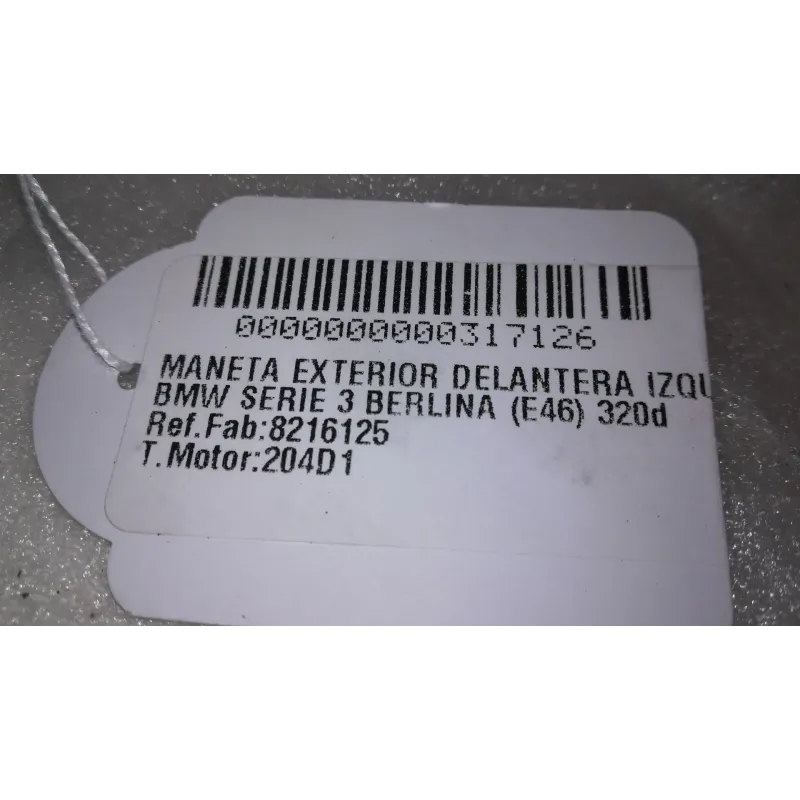 0000000000317126
MANETA EXTERIOR DELANTERA IZQU
BMW SERIE 3 BERLINA (E46) 320d
Ref.Fab:8216125
T.Motor:204D1